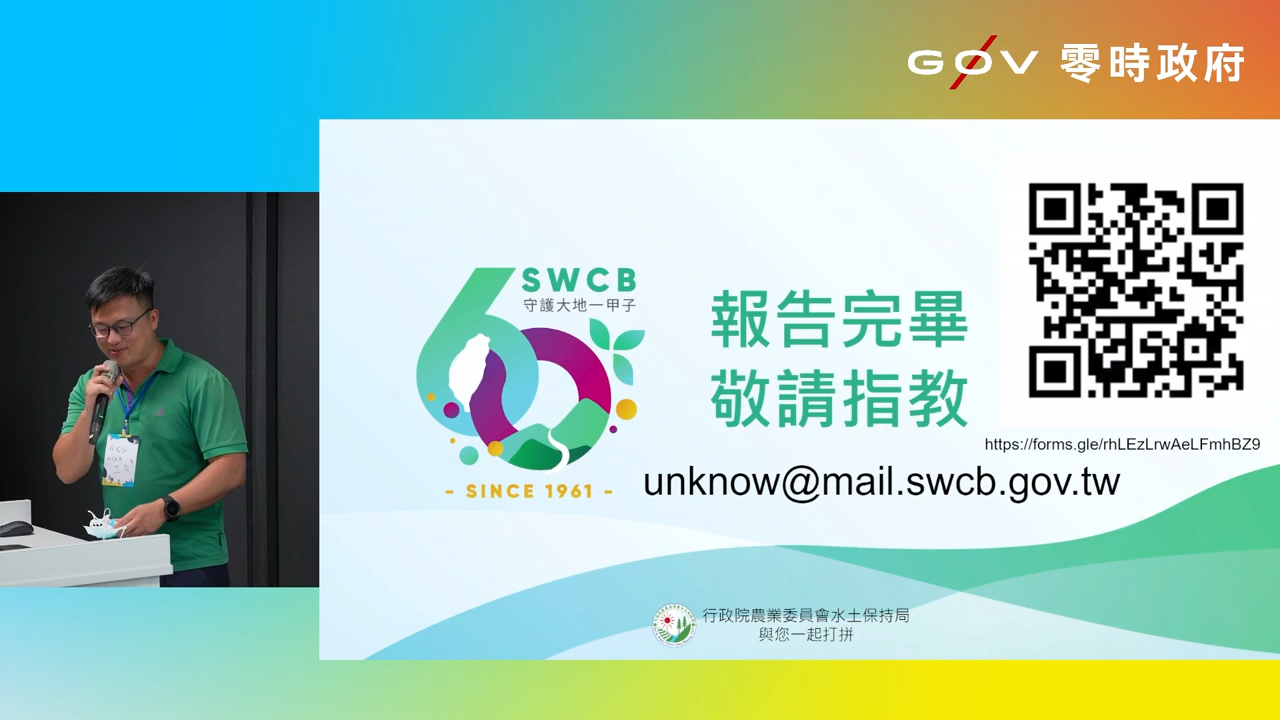 GOV 零時政府
SWCB
守護大地一甲子
60
- SINCE 1961 -
報告完畢
敬請指教
https://forms.gle/rhLEzLrwAeLFmhBZ9
unknow@mail.swcb.gov.tw
行政院農業委員會水土保持局
與您一起打拼